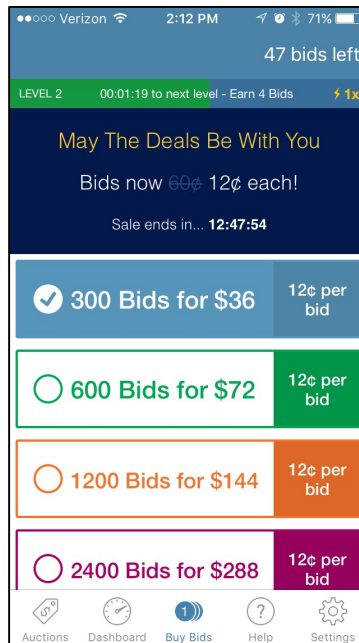 ●●○○○ Verizon 2:12 PM 71%
47 bids left
LEVEL 2 00:01:19 to next level - Earn 4 Bids 1x
May The Deals Be With You
Bids now 60¢ 12¢ each!
Sale ends in... 12:47:54
300 Bids for $36 12¢ per bid
600 Bids for $72 12¢ per bid
1200 Bids for $144 12¢ per bid
2400 Bids for $288 12¢ per bid
Auctions Dashboard 1 Buy Bids ? Help Settings